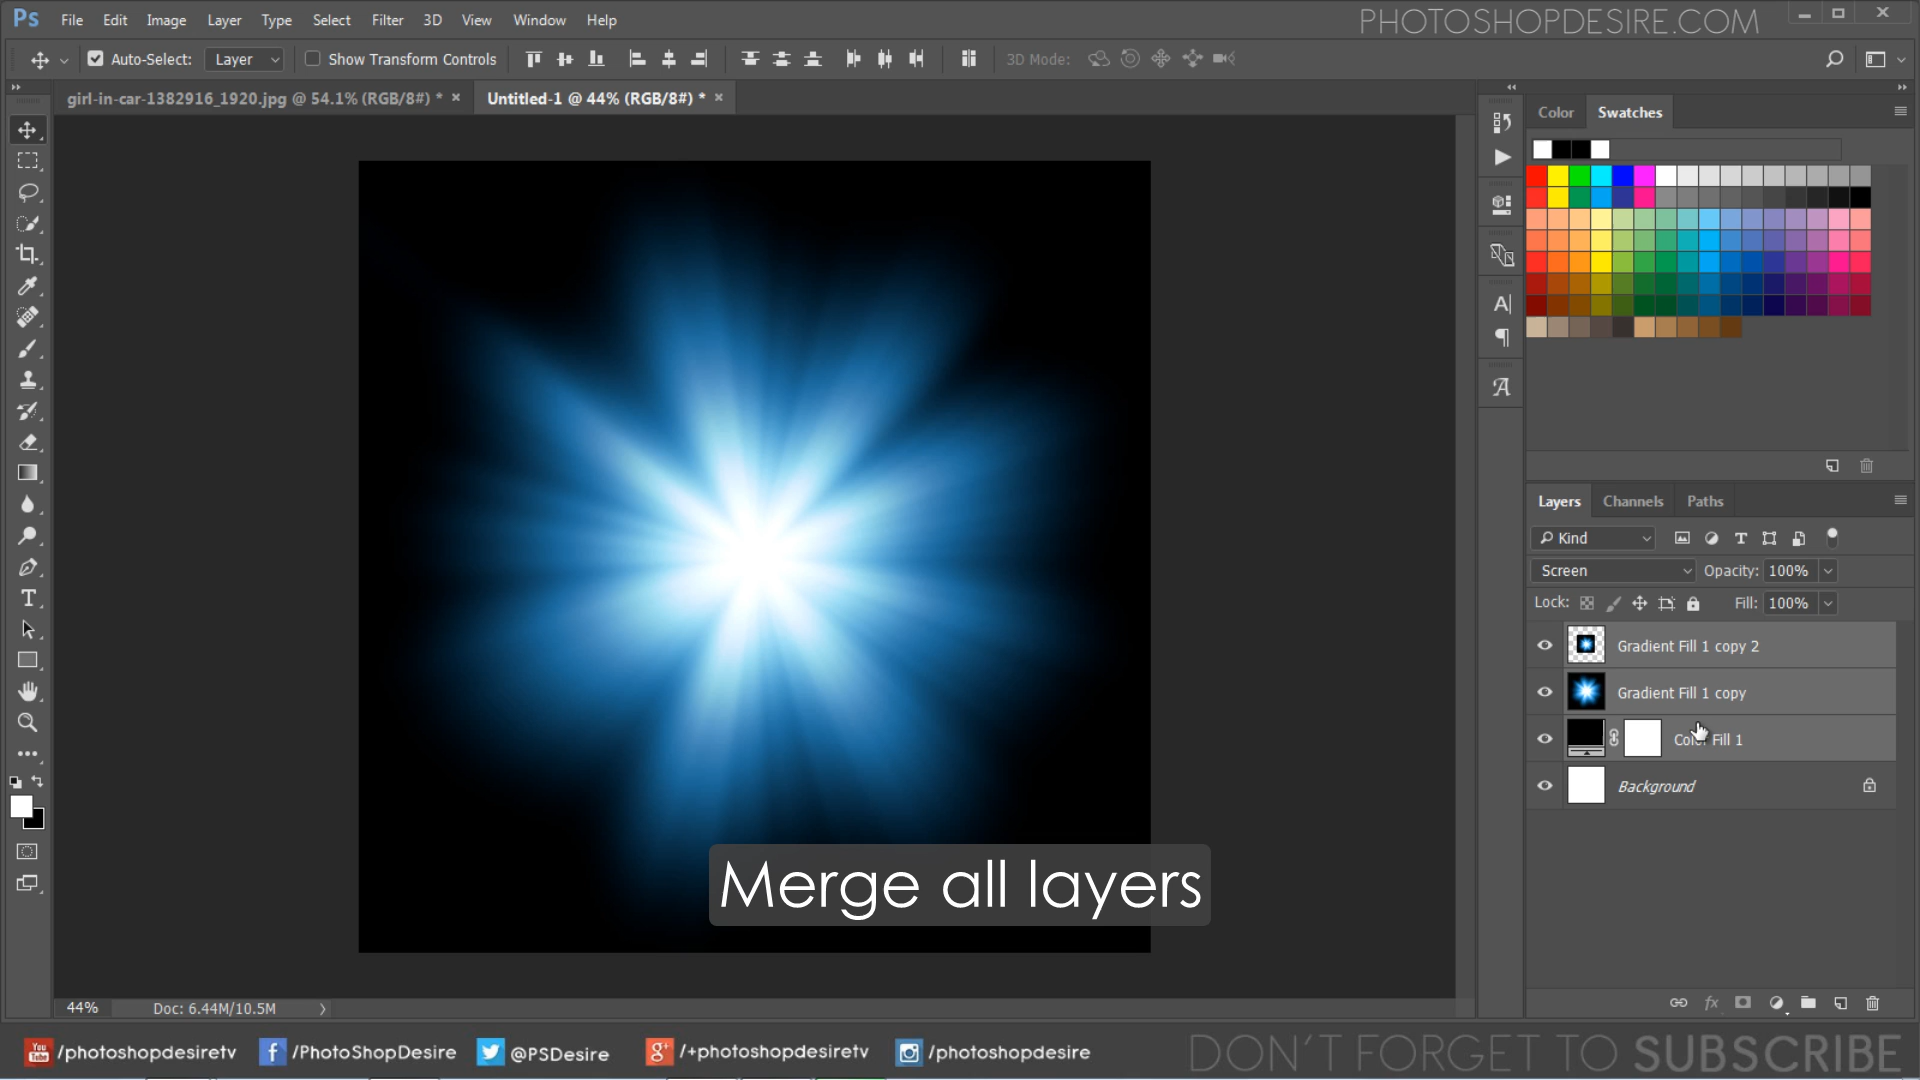 Ps File Edit Image Layer Type Select Filter 3D View Window Help PHOTOSHOPDESIRE.COM
Auto-Select: Layer Show Transform Controls 3D Mode:
girl-in-car-1382916_1920.jpg @ 54.1% (RGB/8#) * × Untitled-1 @ 44% (RGB/8#) * ×
Color Swatches
Layers Channels Paths
Kind
Screen Opacity: 100%
Lock: Fill: 100%
Gradient Fill 1 copy 2
Gradient Fill 1 copy
Color Fill 1
Background
Merge all layers
44% Doc: 6.44M/10.5M
You Tube /photoshopdesiretv /PhotoShopDesire @PSDesire /+photoshopdesiretv /photoshopdesire DON'T FORGET TO SUBSCRIBE